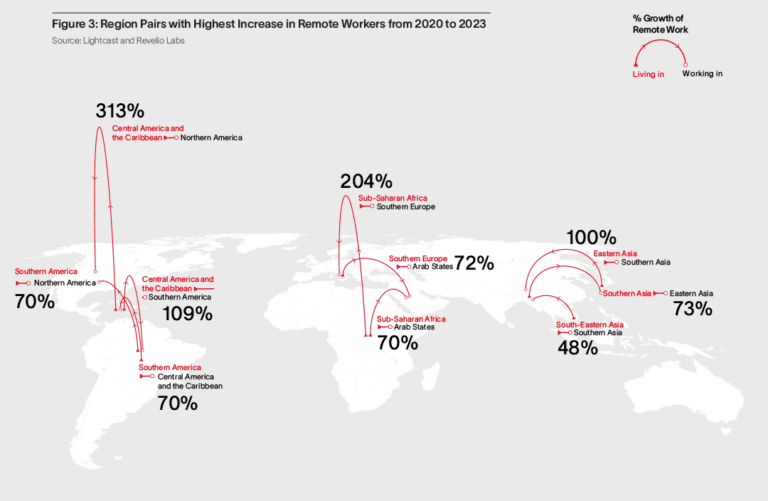 Figure 3: Region Pairs with Highest Increase in Remote Workers from 2020 to 2023
Source: Lightcast and Revelio Labs
% Growth of
Remote Work
Living in
Working in
313%
Central America and
the Caribbean
Northern America
204%
Sub-Saharan Africa
Southern Europe
100%
Eastern Asia
Southern Asia
Southern Europe
Arab States
72%
Southern America
Northern America
70%
Central America and
the Caribbean
Southern America
109%
Southern Asia
Eastern Asia
73%
Sub-Saharan Africa
Arab States
70%
South-Eastern Asia
Southern Asia
48%
Southern America
Central America
and the Caribbean
70%